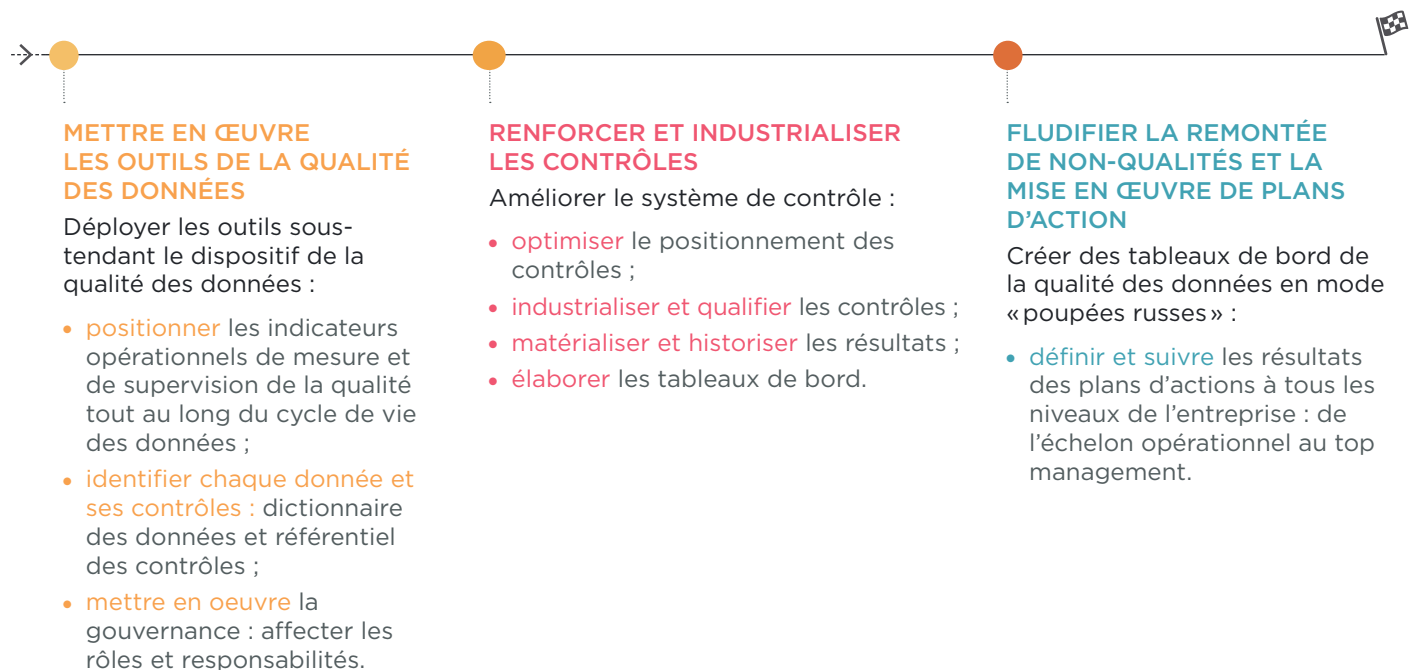 METTRE EN ŒUVRE
LES OUTILS DE LA QUALITÉ
DES DONNÉES
Déployer les outils sous-
tendant le dispositif de la
qualité des données :
• positionner les indicateurs
opérationnels de mesure et
de supervision de la qualité
tout au long du cycle de vie
des données ;
• identifier chaque donnée et
ses contrôles : dictionnaire
des données et référentiel
des contrôles ;
• mettre en oeuvre la
gouvernance : affecter les
rôles et responsabilités.
RENFORCER ET INDUSTRIALISER
LES CONTRÔLES
Améliorer le système de contrôle :
• optimiser le positionnement des
contrôles ;
• industrialiser et qualifier les contrôles ;
• matérialiser et historiser les résultats ;
• élaborer les tableaux de bord.
FLUDIFIER LA REMONTÉE
DE NON-QUALITÉS ET LA
MISE EN ŒUVRE DE PLANS
D’ACTION
Créer des tableaux de bord de
la qualité des données en mode
« poupées russes » :
• définir et suivre les résultats
des plans d’actions à tous les
niveaux de l’entreprise : de
l’échelon opérationnel au top
management.